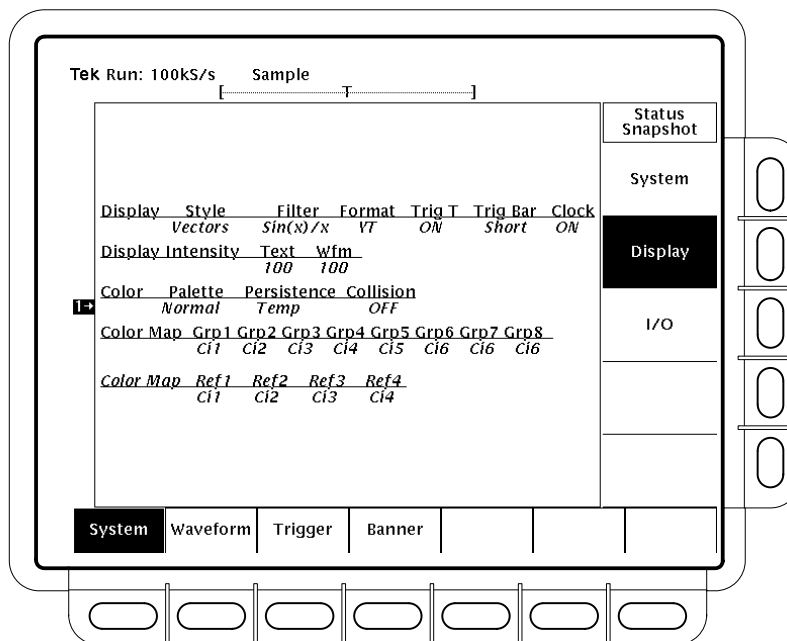 Tek Run: 100kS/s Sample
[ T ]
Status
Snapshot
System
Display Style Filter Format Trig T Trig Bar Clock
Vectors Sin(x)/x YT ON Short ON
Display
Display Intensity Text Wfm
100 100
Color Palette Persistence Collision
Normal Temp OFF
1→
I/O
Color Map Grp1 Grp2 Grp3 Grp4 Grp5 Grp6 Grp7 Grp8
Ci1 Ci2 Ci3 Ci4 Ci5 Ci6 Ci6 Ci6
Color Map Ref1 Ref2 Ref3 Ref4
Ci1 Ci2 Ci3 Ci4
System Waveform Trigger Banner